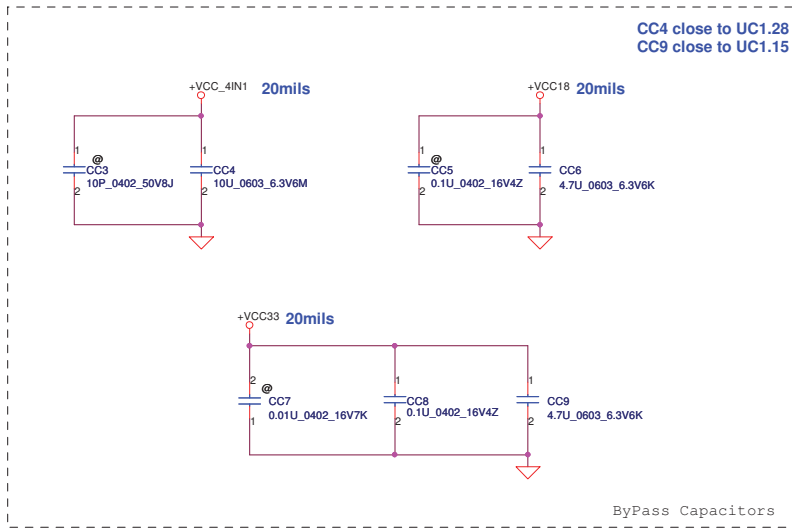 CC4 close to UC1.28
CC9 close to UC1.15
+VCC_4IN1 20mils
1 1
@
CC3 CC4
10P_0402_50V8J 10U_0603_6.3V6M
2 2
+VCC18 20mils
1 1
@
CC5 CC6
0.1U_0402_16V4Z 4.7U_0603_6.3V6K
2 2
+VCC33 20mils
2 1 1
@
CC7 CC8 CC9
0.01U_0402_16V7K 0.1U_0402_16V4Z 4.7U_0603_6.3V6K
1 2 2
ByPass Capacitors